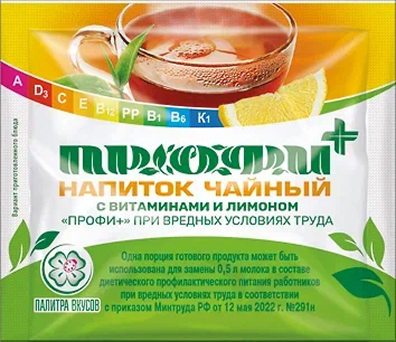 A D3 C E B12 PP B1 B6 K1
ПРОФИ+
НАПИТОК ЧАЙНЫЙ
С ВИТАМИНАМИ И ЛИМОНОМ
«ПРОФИ+» ПРИ ВРЕДНЫХ УСЛОВИЯХ ТРУДА
Вариант приготовленного блюда
Одна порция готового продукта может быть
использована для замены 0,5 л молока в составе
диетического профилактического питания работников
при вредных условиях труда в соответствии
с приказом Минтруда РФ от 12 мая 2022 г. №291н
ПАЛИТРА ВКУСОВ